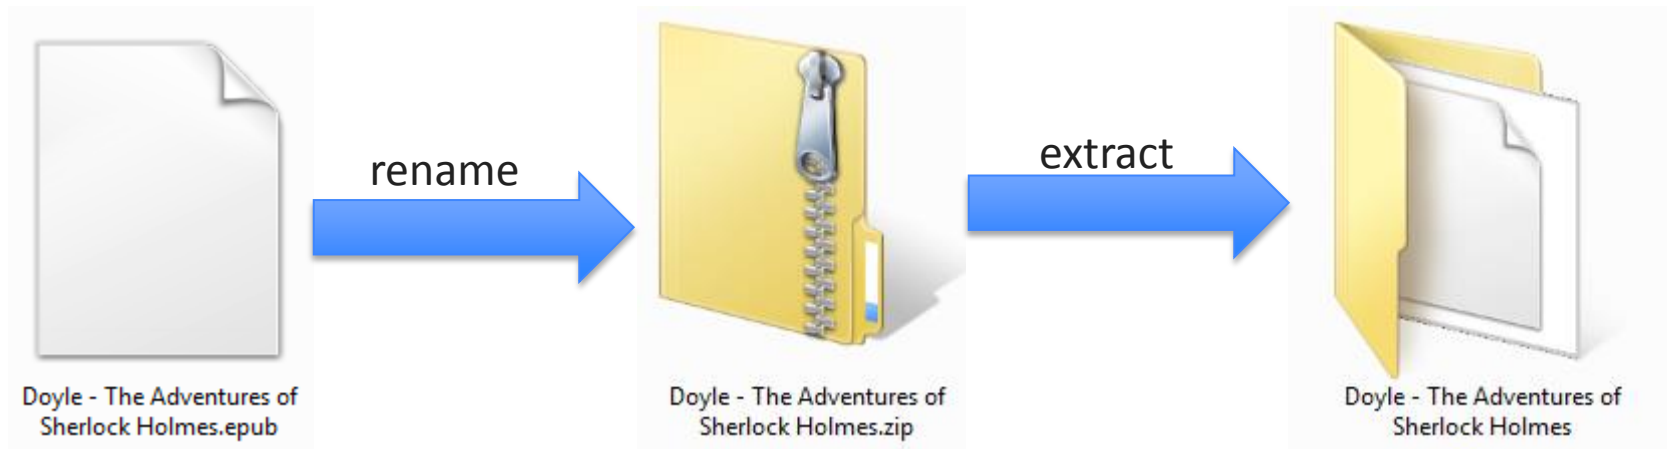 rename
extract
Doyle - The Adventures of
Sherlock Holmes.epub
Doyle - The Adventures of
Sherlock Holmes.zip
Doyle - The Adventures of
Sherlock Holmes